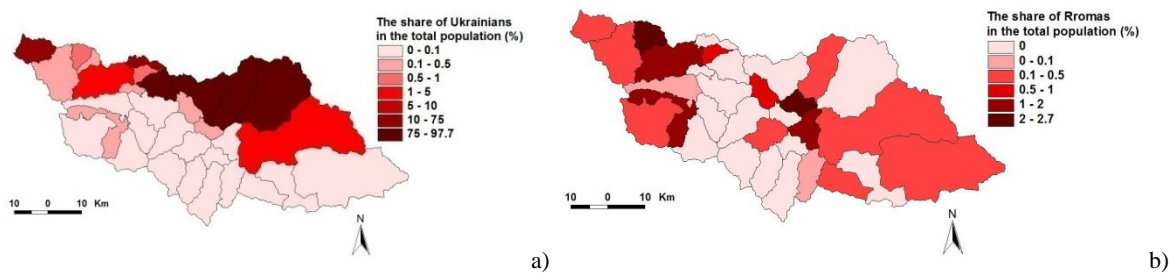 The share of Ukrainians
in the total population (%)
0 - 0.1
0.1 - 0.5
0.5 - 1
1 - 5
5 - 10
10 - 75
75 - 97.7
10 0 10 Km
N
a)
The share of Rromas
in the total population (%)
0
0 - 0.1
0.1 - 0.5
0.5 - 1
1 - 2
2 - 2.7
10 0 10 Km
N
b)